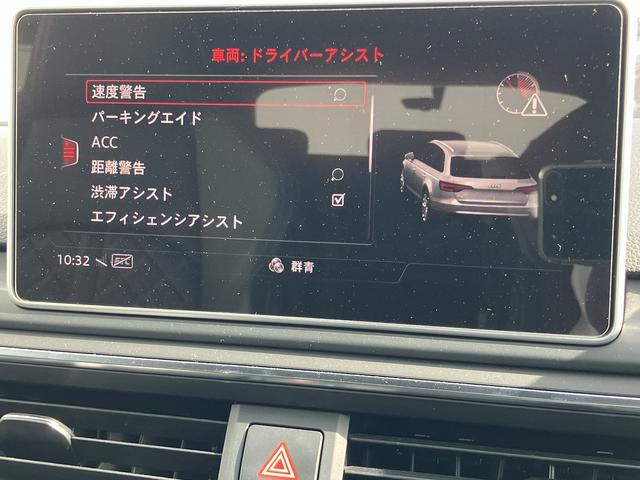 車両: ドライバーアシスト
速度警告
パーキングエイド
ACC
距離警告
渋滞アシスト
エフィシェンシアシスト
10:32
群青